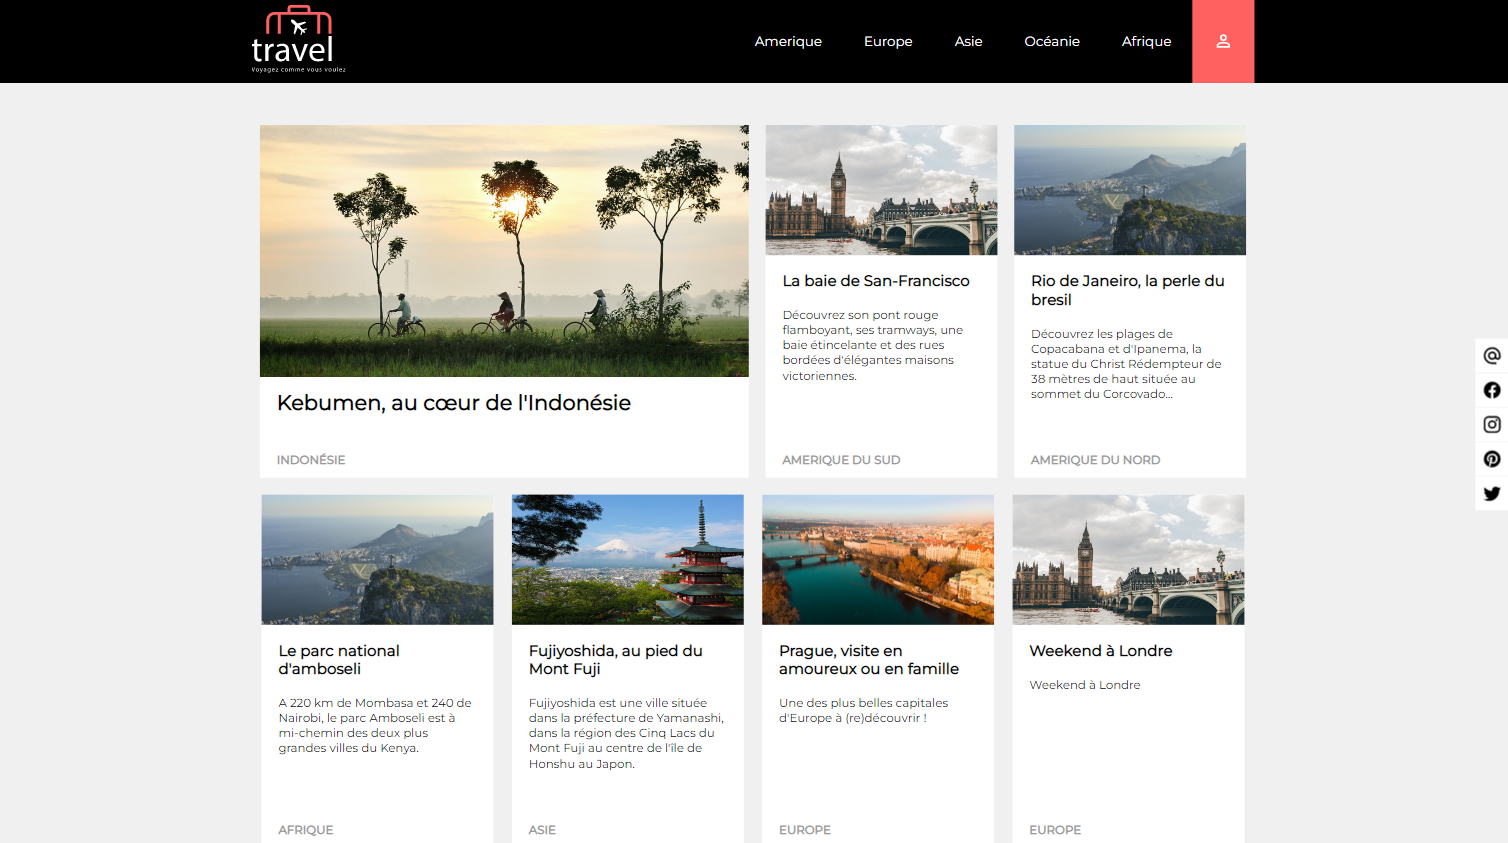 travel
Voyagez comme vous voulez
Amerique
Europe
Asie
Océanie
Afrique
Kebumen, au cœur de l'Indonésie
INDONÉSIE
La baie de San-Francisco
Découvrez son pont rouge
flamboyant, ses tramways, une
baie étincelante et des rues
bordées d'élégantes maisons
victoriennes.
AMERIQUE DU SUD
Rio de Janeiro, la perle du
bresil
Découvrez les plages de
Copacabana et d'Ipanema, la
statue du Christ Rédempteur de
38 mètres de haut située au
sommet du Corcovado...
AMERIQUE DU NORD
Le parc national
d'amboseli
A 220 km de Mombasa et 240 de
Nairobi, le parc Amboseli est à
mi-chemin des deux plus
grandes villes du Kenya.
AFRIQUE
Fujiyoshida, au pied du
Mont Fuji
Fujiyoshida est une ville située
dans la préfecture de Yamanashi,
dans la région des Cinq Lacs du
Mont Fuji au centre de l'île de
Honshu au Japon.
ASIE
Prague, visite en
amoureux ou en famille
Une des plus belles capitales
d'Europe à (re)découvrir !
EUROPE
Weekend à Londre
Weekend à Londre
EUROPE